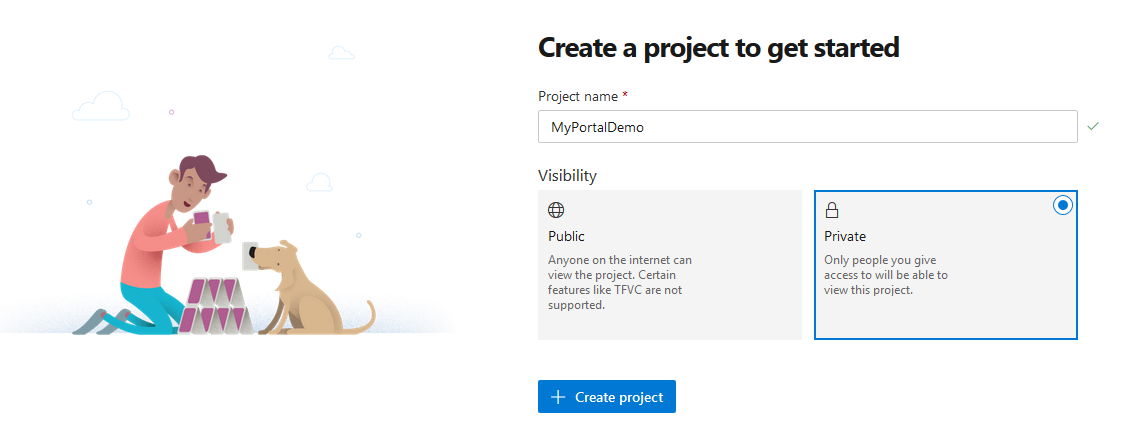 Create a project to get started
Project name *
MyPortalDemo
Visibility
Public
Anyone on the internet can
view the project. Certain
features like TFVC are not
supported.
Private
Only people you give
access to will be able to
view this project.
+ Create project